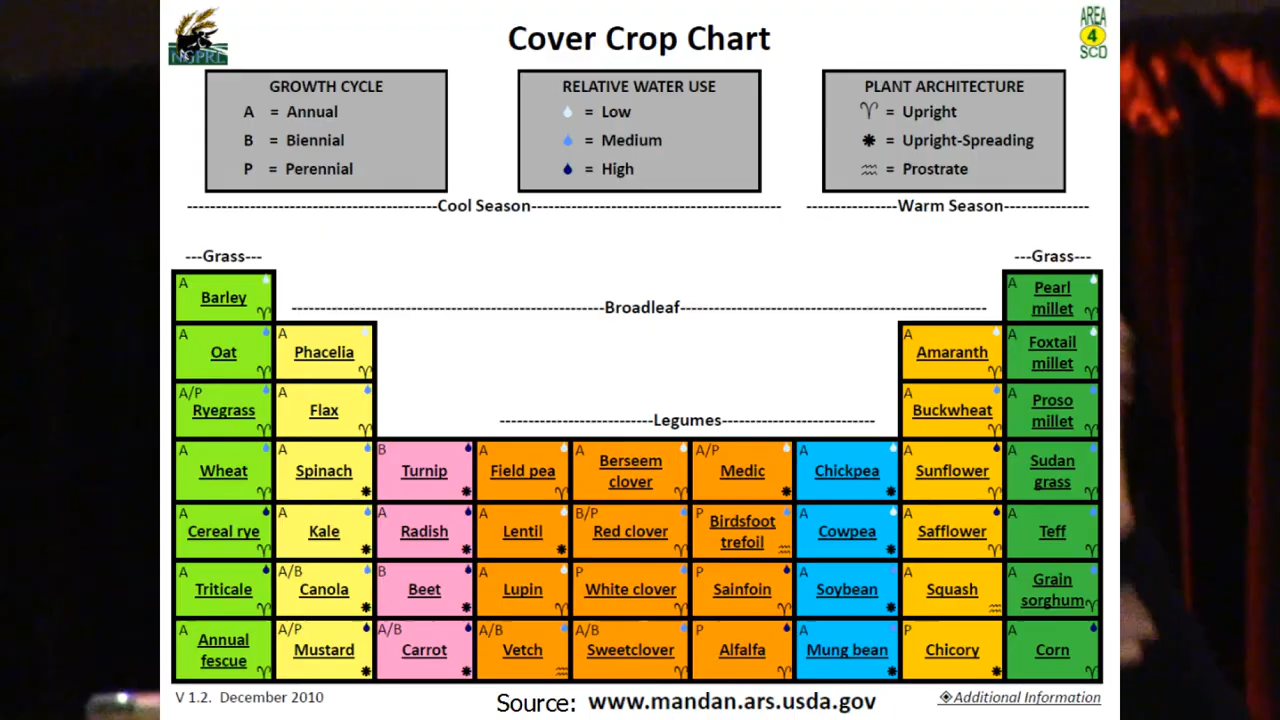 Cover Crop Chart
NGPRL
AREA
4
SCD
GROWTH CYCLE
A = Annual
B = Biennial
P = Perennial
RELATIVE WATER USE
= Low
= Medium
= High
PLANT ARCHITECTURE
= Upright
= Upright-Spreading
= Prostrate
---Cool Season---
---Warm Season---
---Grass---
---Grass---
A Barley
---Broadleaf---
A Pearl millet
A Oat
A Phacelia
A Amaranth
A Foxtail millet
A/P Ryegrass
A Flax
---Legumes---
A Buckwheat
A Proso millet
A Wheat
A Spinach
B Turnip
A Field pea
A Berseem clover
A/P Medic
A Chickpea
A Sunflower
A Sudan grass
A Cereal rye
A Kale
A Radish
A Lentil
B/P Red clover
P Birdsfoot trefoil
A Cowpea
A Safflower
A Teff
A Triticale
A/B Canola
B Beet
A Lupin
P White clover
P Sainfoin
A Soybean
A Squash
A Grain sorghum
A Annual fescue
A/P Mustard
A/B Carrot
A/B Vetch
A/B Sweetclover
P Alfalfa
A Mung bean
P Chicory
A Corn
V 1.2. December 2010
Source: www.mandan.ars.usda.gov
Additional Information